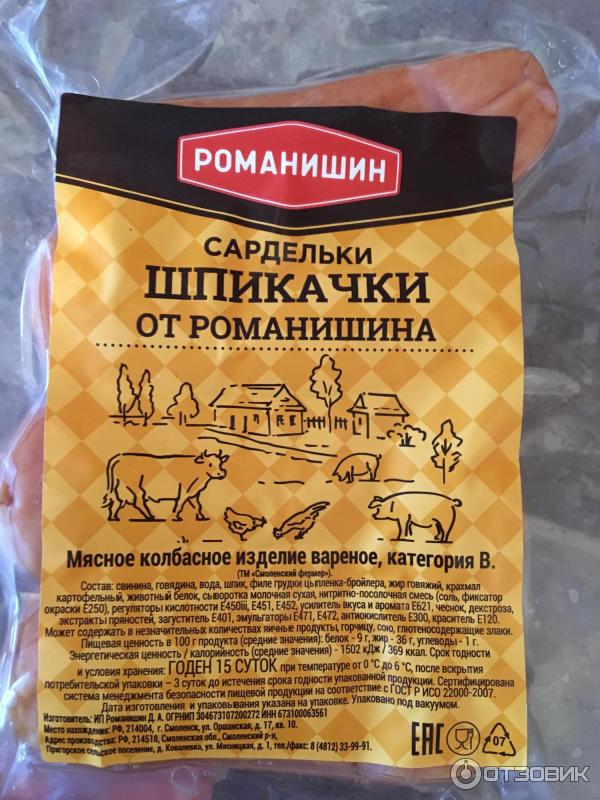 РОМАНИШИН
САРДЕЛЬКИ
ШПИКАЧКИ
ОТ РОМАНИШИНА
Мясное колбасное изделие вареное, категория В.
(ТМ «Смоленский фермер»).
Состав: свинина, говядина, вода, шпик, филе грудки цыпленка-бройлера, жир говяжий, крахмал
картофельный, животный белок, сыворотка молочная сухая, нитритно-посолочная смесь (соль, фиксатор
окраски Е250), регуляторы кислотности Е450iii, Е451, Е452, усилитель вкуса и аромата Е621, чеснок, декстроза,
экстракты пряностей, загуститель Е401, эмульгаторы Е471, Е472, антиокислитель Е300, краситель Е120.
Может содержать в незначительных количествах яичные продукты, горчицу, сою, глютеносодержащие злаки.
Пищевая ценность в 100 г продукта (средние значения): белок - 9 г, жир - 36 г, углеводы - 1 г.
Энергетическая ценность / калорийность (средние значения) - 1502 кДж / 369 ккал. Срок годности
и условия хранения: ГОДЕН 15 СУТОК при температуре от 0 °С до 6 °С, после вскрытия
потребительской упаковки – 3 суток до истечения срока годности упакованной продукции. Сертифицирована
система менеджмента безопасности пищевой продукции на соответствие с ГОСТ Р ИСО 22000-2007.
Дата изготовления и упаковывания указана на упаковке. Упаковано под вакуумом.
Изготовитель: ИП Романишин Д. А. ОГРНИП 304673107200272 ИНН 673100063561
Место нахождения: РФ, 214004, г. Смоленск, ул. Оршанская, д. 17, кв. 10.
Адрес производства: РФ, 214518, Смоленская обл., Смоленский р-н,
Пригорское сельское поселение, д. Ковалевка, ул. Мясницкая, д. 1, тел./факс: 8 (4812) 33-99-91.
ЕАС
07
ОТЗОВИК